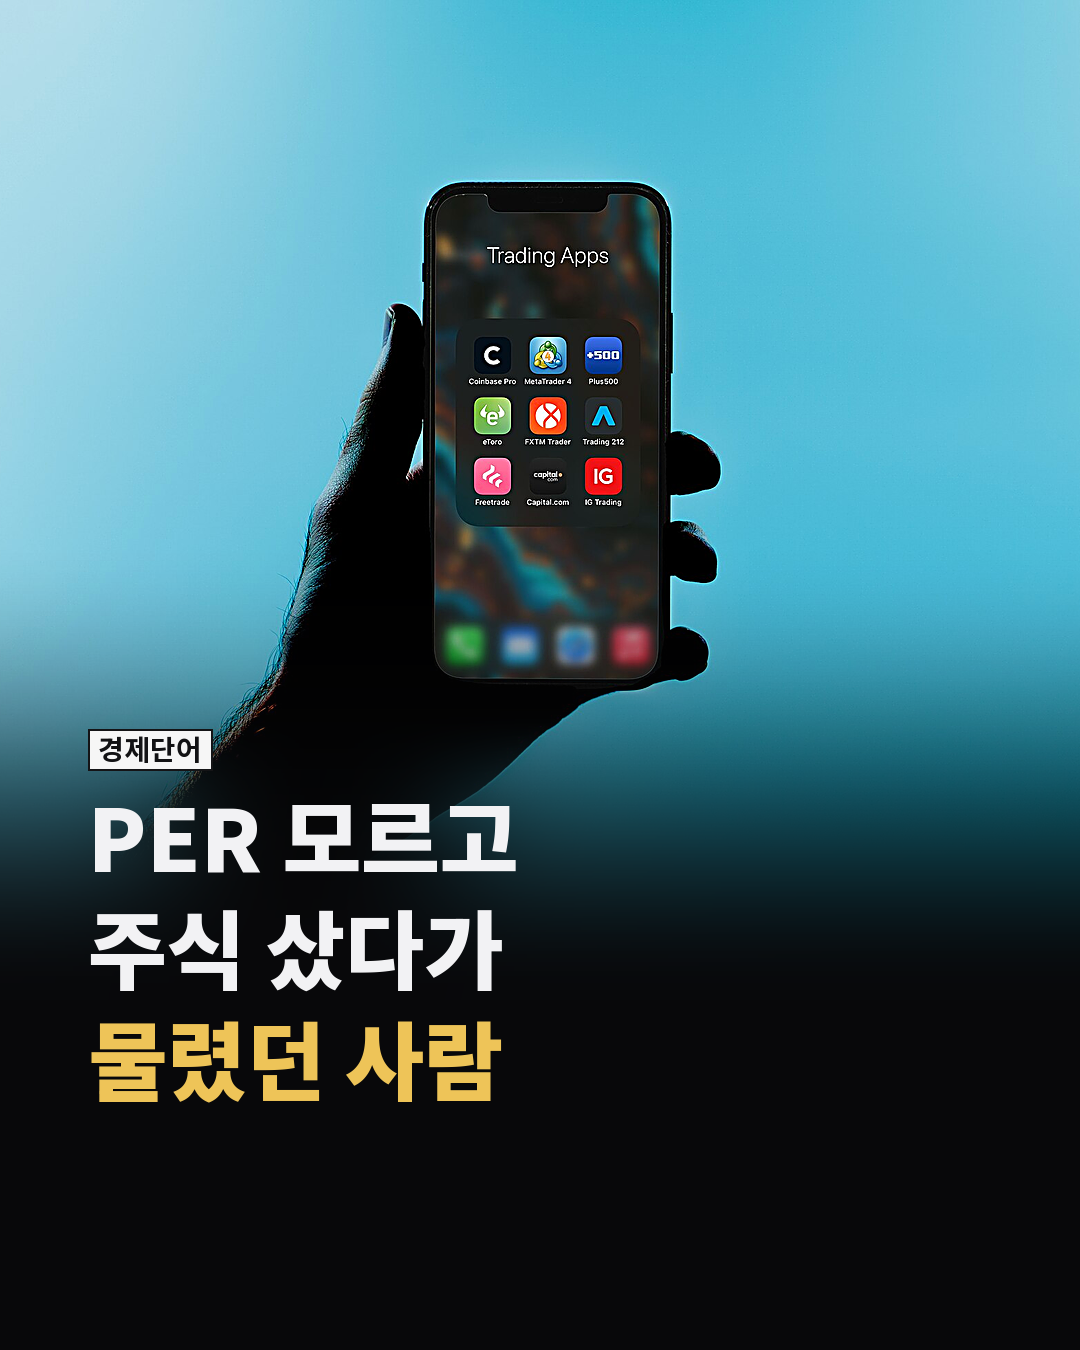 Trading Apps
C
4
+500
Coinbase Pro MetaTrader 4 Plus500
e
eToro FXTM Trader Trading 212
capital
com
IG
Freetrade Capital.com IG Trading
경제단어
PER 모르고
주식 샀다가
물렸던 사람